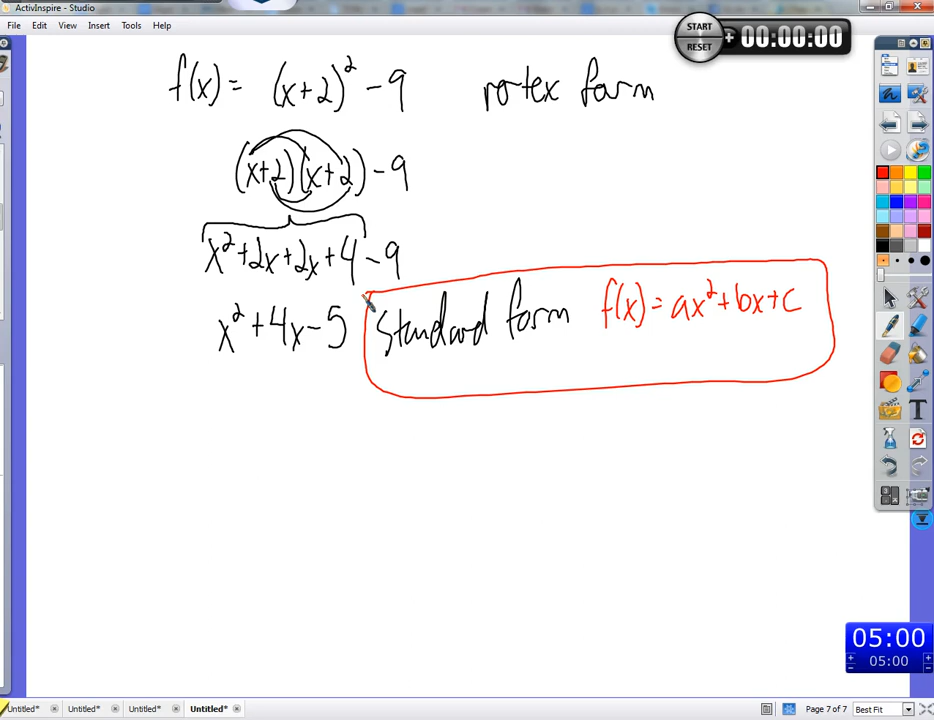 ActivInspire - Studio
File Edit View Insert Tools Help
START
RESET
00:00:00
f(x) = (x+2)² - 9 vortex form
(x+2)(x+2) - 9
x² + 2x + 2x + 4 - 9
x² + 4x - 5 Standard form f(x) = ax² + bx + c
05:00
05:00
Untitled* Untitled* Untitled* Untitled* Page 7 of 7 Best Fit